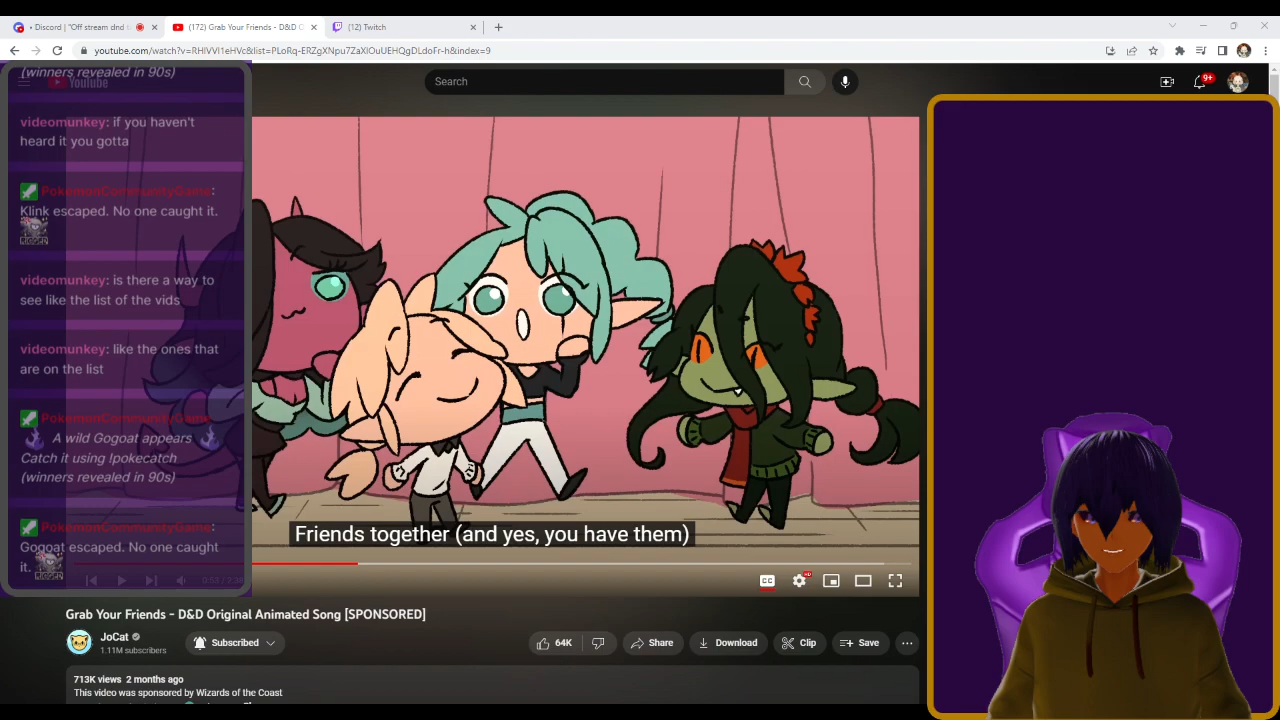 Discord | "Off stream dnd
(172) Grab Your Friends - D&D O
(12) Twitch
youtube.com/watch?v=RHIVVI1eHVc&list=PLoRq-ERZgXNpu7ZaXIOuUEHQgDLdoFr-h&index=9
(winners revealed in 90s)
YouTube
Search
9+
videomunkey: if you haven't
heard it you gotta
PokemonCommunityGame:
Klink escaped. No one caught it.
videomunkey: is there a way to
see like the list of the vids
videomunkey: like the ones that
are on the list
PokemonCommunityGame:
A wild Gogoat appears
Catch it using !pokecatch
(winners revealed in 90s)
PokemonCommunityGame:
Gogoat escaped. No one caught
it.
Friends together (and yes, you have them)
0:53
CC
HD
Grab Your Friends - D&D Original Animated Song [SPONSORED]
JoCat
1.11M subscribers
Subscribed
64K
Share
Download
Clip
Save
713K views 2 months ago
This video was sponsored by Wizards of the Coast